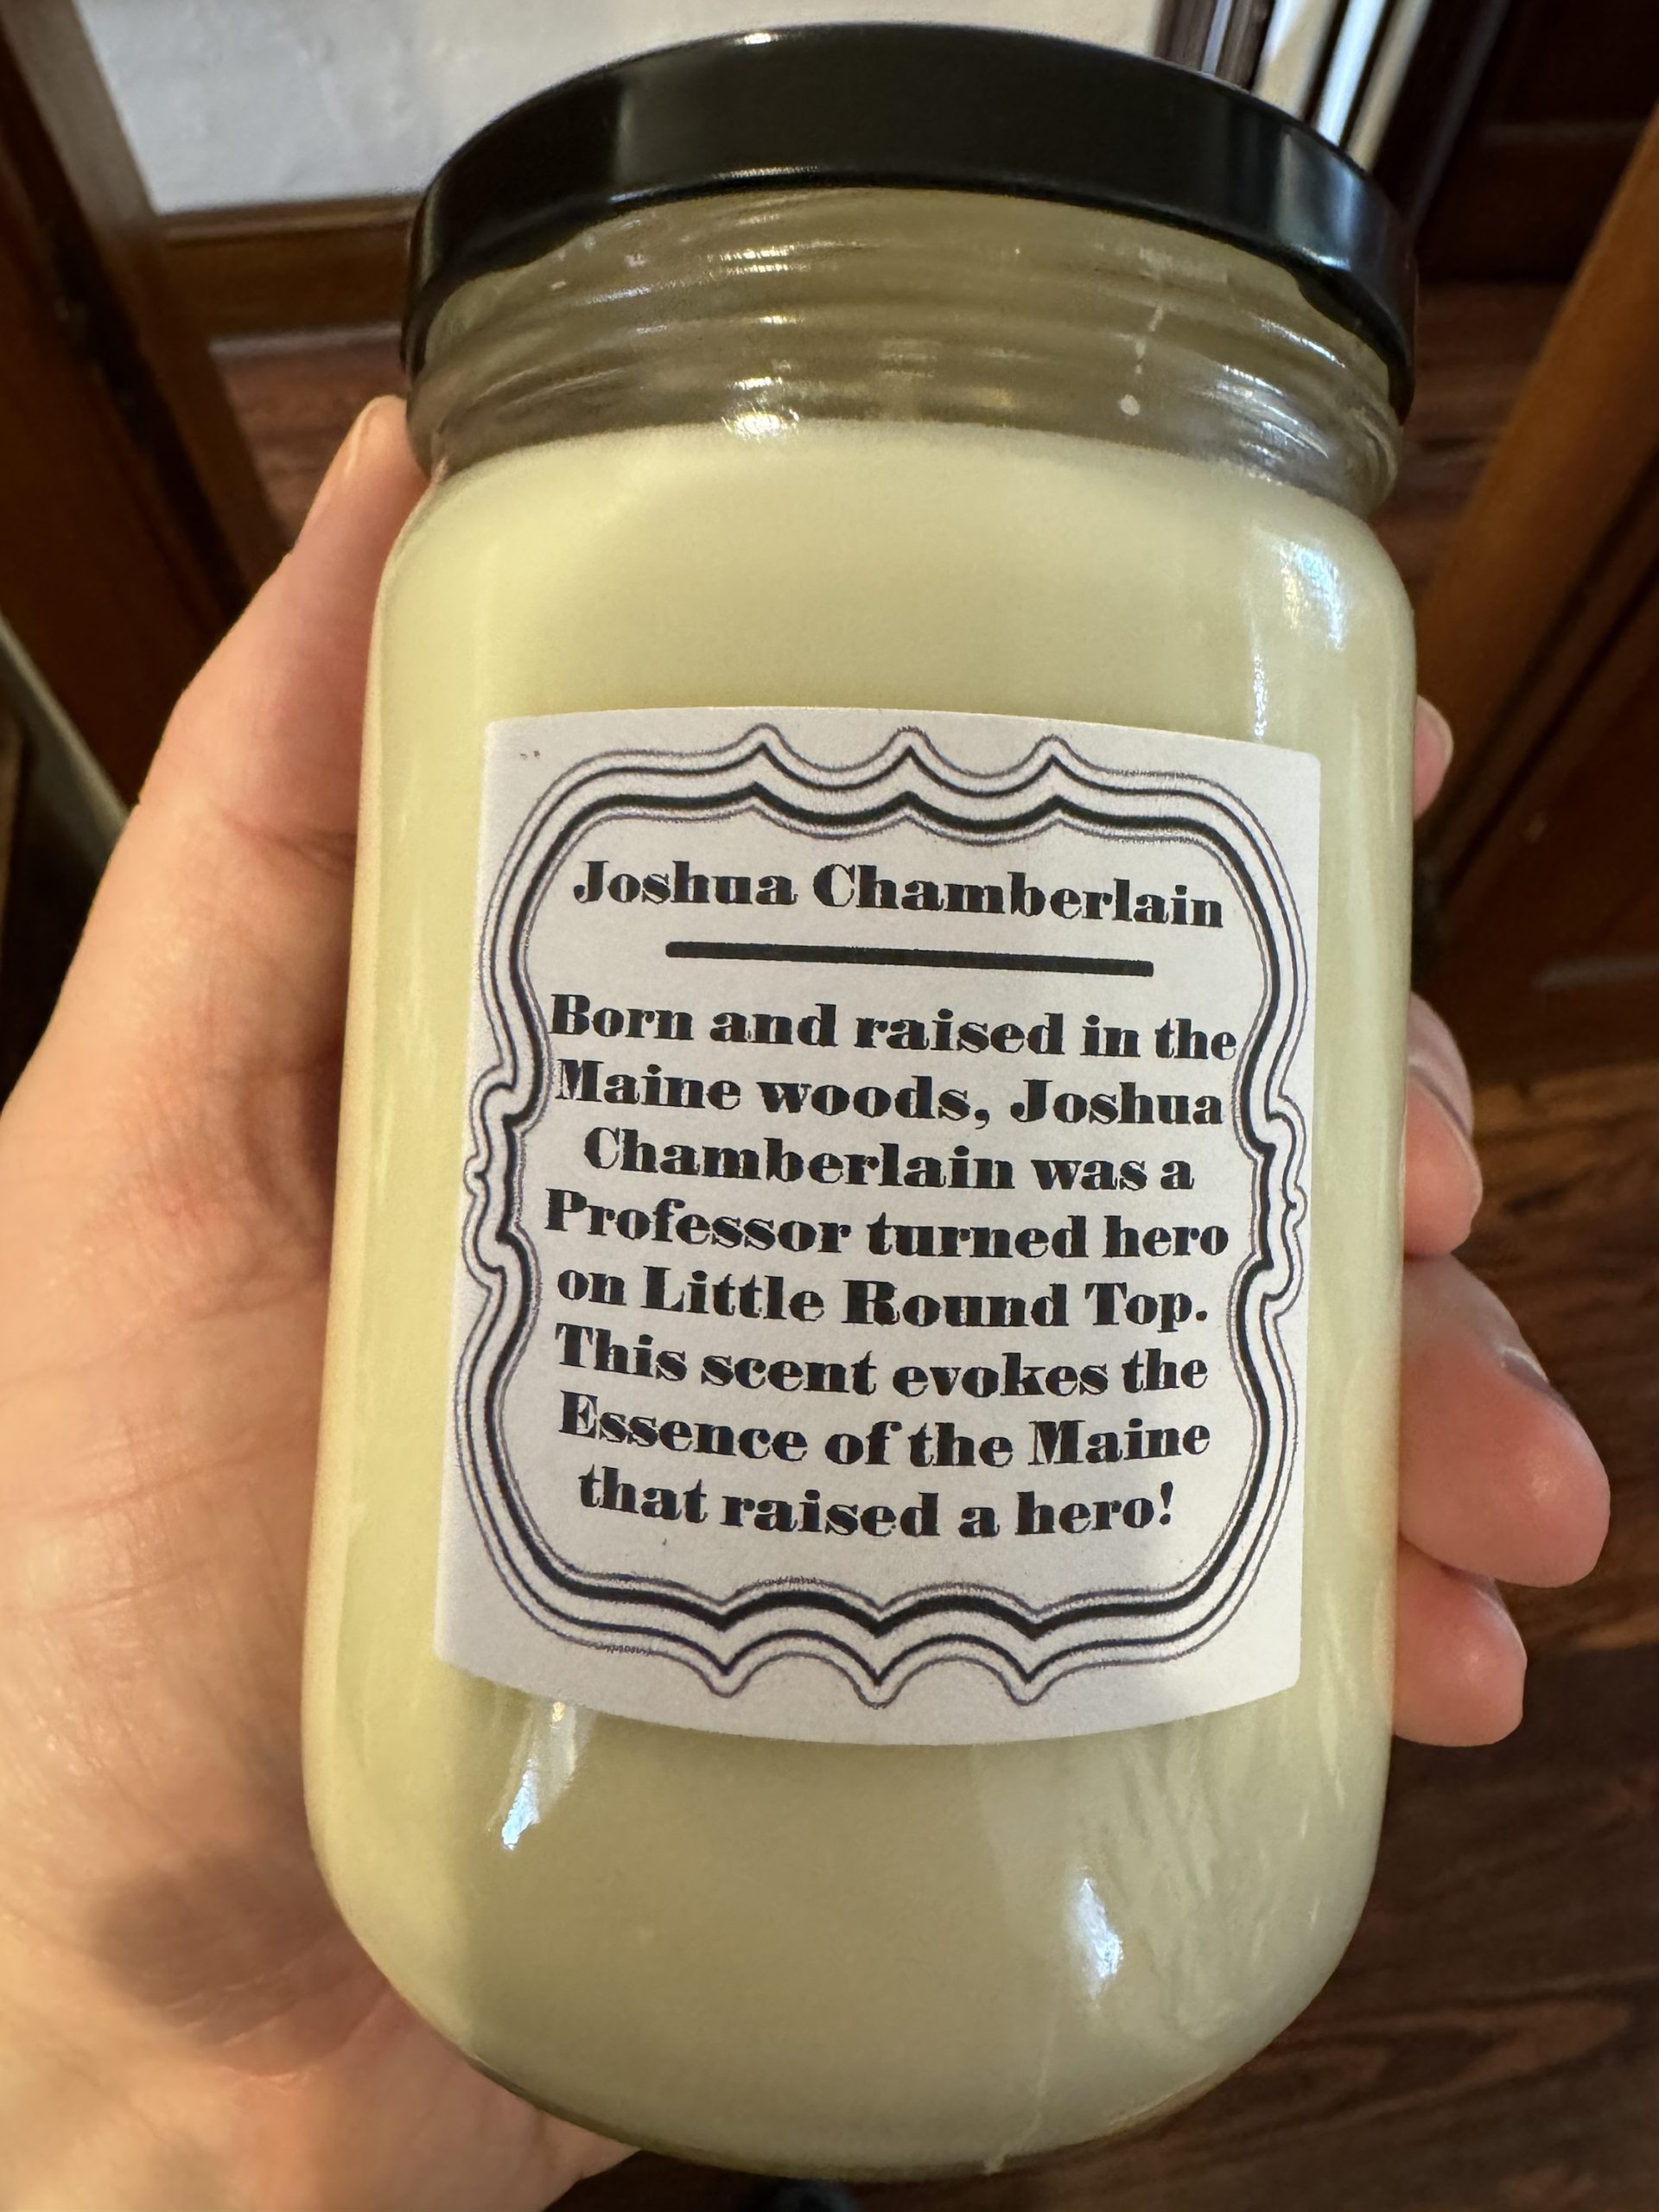 Joshua Chamberlain
Born and raised in the
Maine woods, Joshua
Chamberlain was a
Professor turned hero
on Little Round Top.
This scent evokes the
Essence of the Maine
that raised a hero!